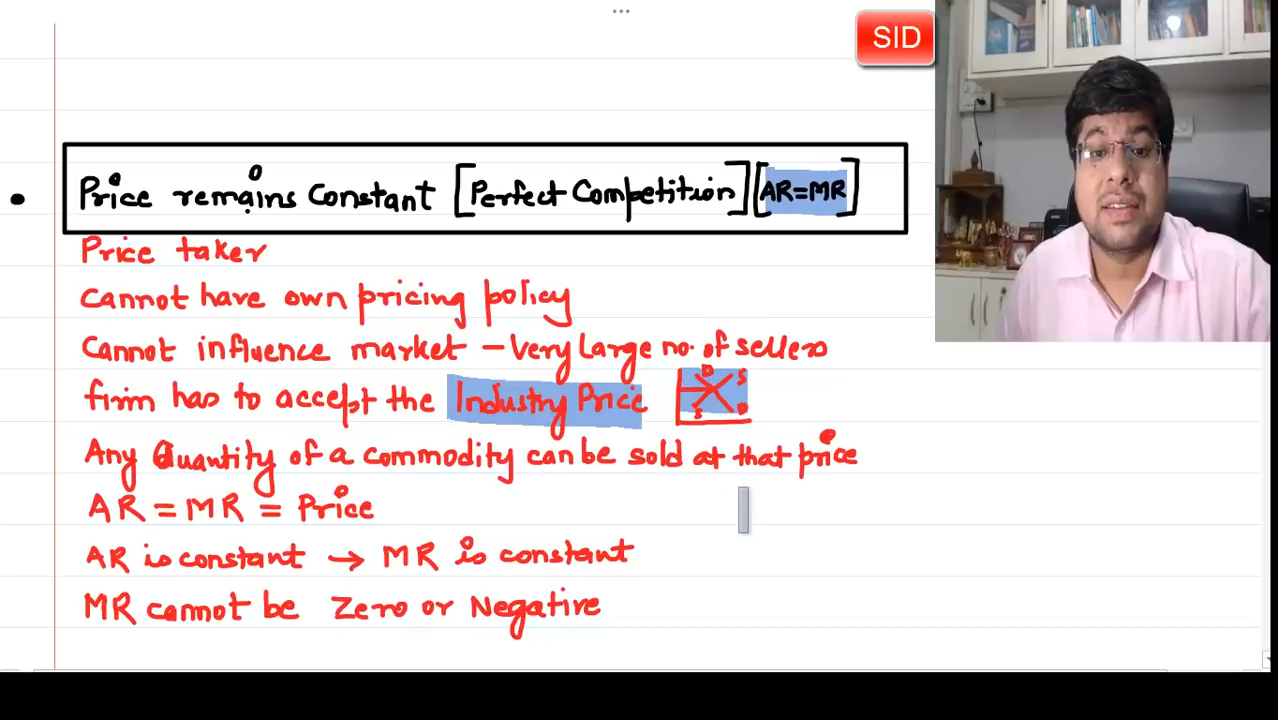 SID
Price remains Constant [Perfect Competition] [AR=MR]
Price taker
Cannot have own pricing policy
Cannot influence market - Very Large no. of sellers
firm has to accept the Industry Price
D S
S D
Any Quantity of a commodity can be sold at that price
AR = MR = Price
AR is constant → MR is constant
MR cannot be Zero or Negative